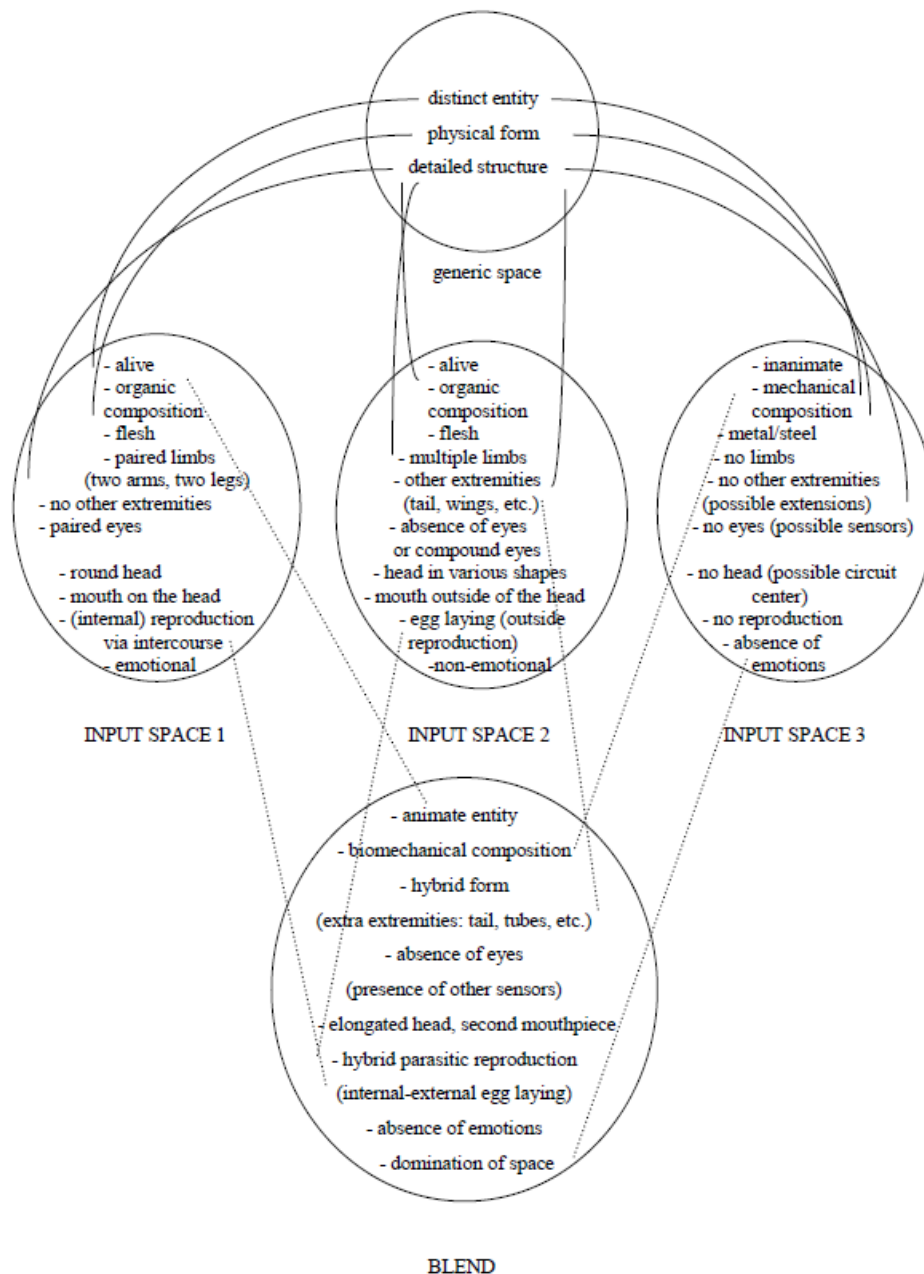 distinct entity
physical form
detailed structure
generic space
- alive
- organic
composition
- flesh
- paired limbs
(two arms, two legs)
- no other extremities
- paired eyes
- round head
- mouth on the head
- (internal) reproduction
via intercourse
- emotional
- alive
- organic
composition
- flesh
- multiple limbs
- other extremities
(tail, wings, etc.)
- absence of eyes
or compound eyes
- head in various shapes
- mouth outside of the head
- egg laying (outside
reproduction)
-non-emotional
- inanimate
- mechanical
composition
- metal/steel
- no limbs
- no other extremities
(possible extensions)
- no eyes (possible sensors)
- no head (possible circuit
center)
- no reproduction
- absence of
emotions
INPUT SPACE 1
INPUT SPACE 2
INPUT SPACE 3
- animate entity
- biomechanical composition
- hybrid form
(extra extremities: tail, tubes, etc.)
- absence of eyes
(presence of other sensors)
- elongated head, second mouthpiece
- hybrid parasitic reproduction
(internal-external egg laying)
- absence of emotions
- domination of space
BLEND